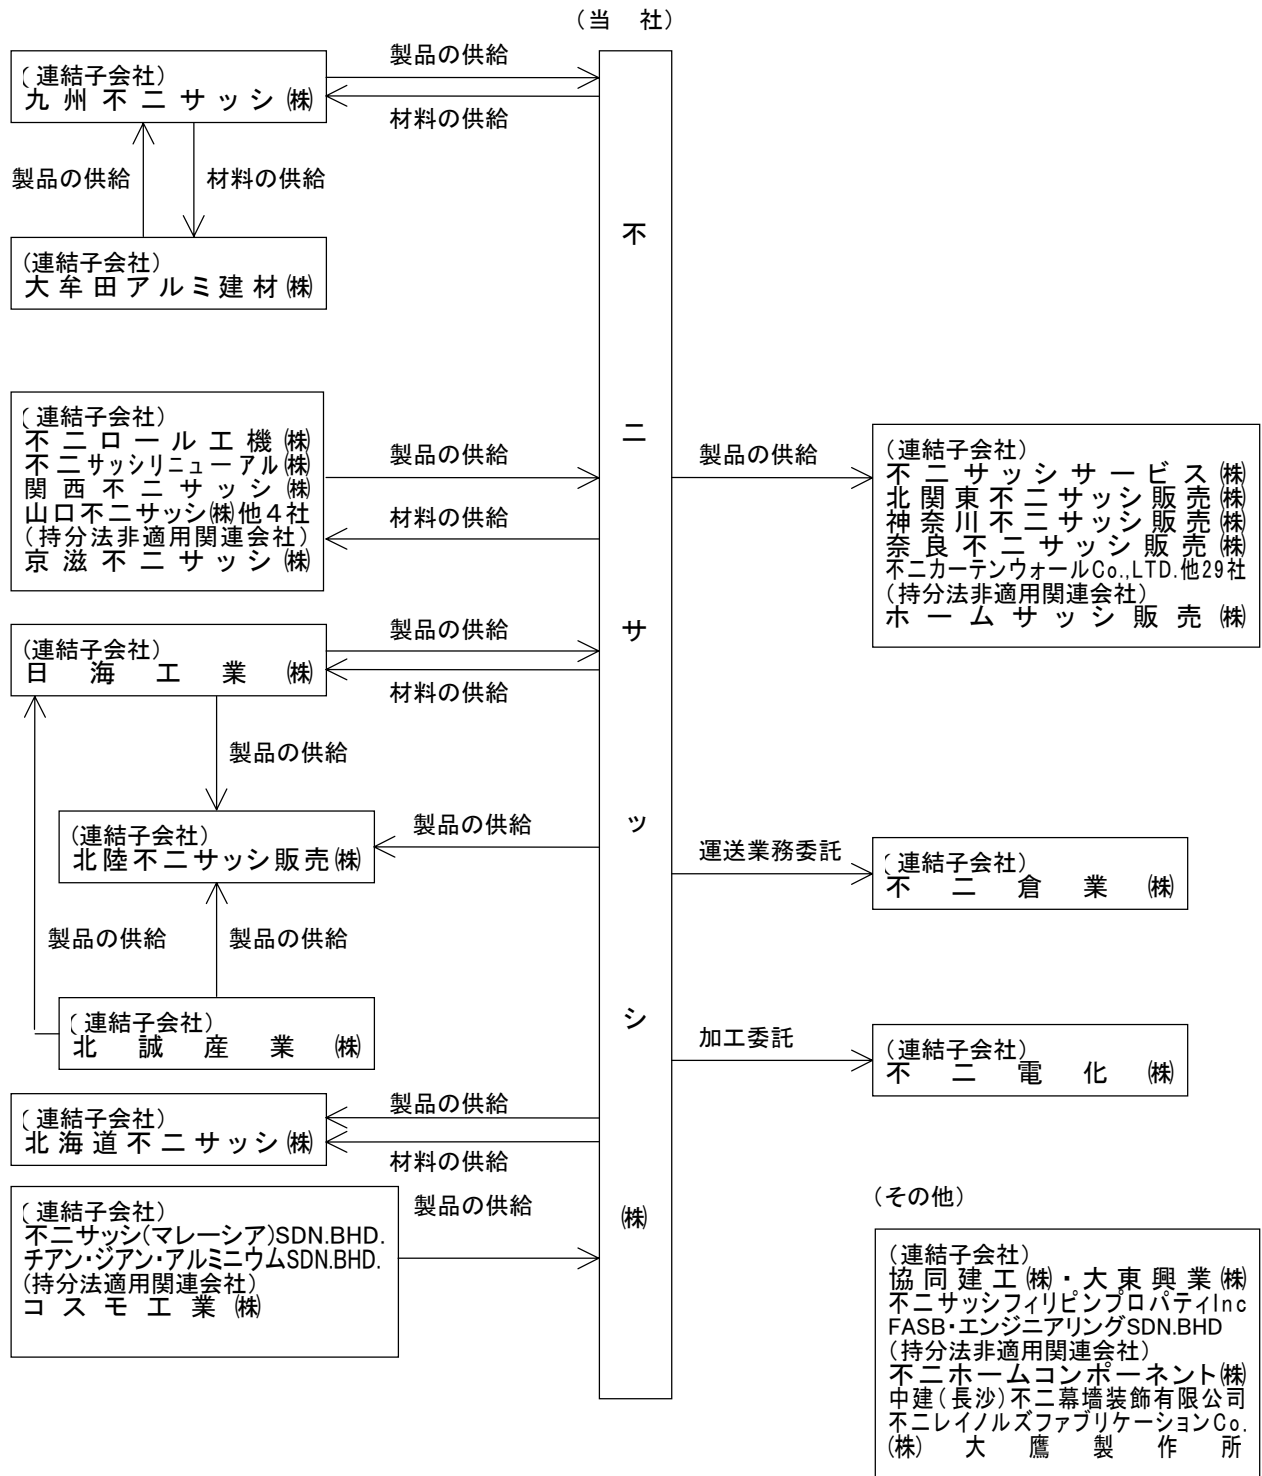 （当　社）
製品の供給
(連結子会社)
九州不二サッシ㈱
材料の供給
製品の供給
材料の供給
(連結子会社)
大牟田アルミ建材㈱
不二サッシ㈱
(連結子会社)
不二ロール工機㈱
不二サッシリニューアル㈱
関西不二サッシ㈱
山口不二サッシ㈱他４社
(持分法非適用関連会社)
京滋不二サッシ㈱
製品の供給
材料の供給
製品の供給
(連結子会社)
不二サッシサービス㈱
北関東不二サッシ販売㈱
神奈川不二サッシ販売㈱
奈良不二サッシ販売㈱
不二カーテンウォールCo.,LTD.他29社
(持分法非適用関連会社)
ホームサッシ販売㈱
製品の供給
(連結子会社)
日海工業㈱
材料の供給
製品の供給
(連結子会社)
北陸不二サッシ販売㈱
製品の供給
運送業務委託
(連結子会社)
不二倉業㈱
製品の供給
製品の供給
(連結子会社)
北誠産業㈱
加工委託
(連結子会社)
不二電化㈱
製品の供給
(連結子会社)
北海道不二サッシ㈱
材料の供給
(連結子会社)
不二サッシ(マレーシア)SDN.BHD.
チアン・ジアン・アルミニウムSDN.BHD.
(持分法適用関連会社)
コスモ工業㈱
製品の供給
（その他）
(連結子会社)
協同建工㈱・大東興業㈱
不二サッシフィリピンプロパティInc
FASB・エンジニアリングSDN.BHD
(持分法非適用関連会社)
不二ホームコンポーネント㈱
中建(長沙)不二幕墻装飾有限公司
不二レイノルズファブリケーションCo.
(株)大鷹製作所